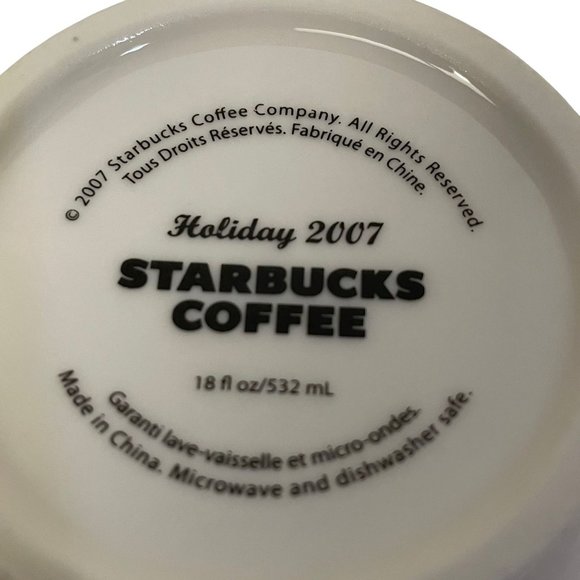 © 2007 Starbucks Coffee Company. All Rights Reserved.
Tous Droits Réservés. Fabriqué en Chine.
Holiday 2007
STARBUCKS
COFFEE
18 fl oz/532 mL
Garanti lave-vaisselle et micro-ondes.
Made in China. Microwave and dishwasher safe.